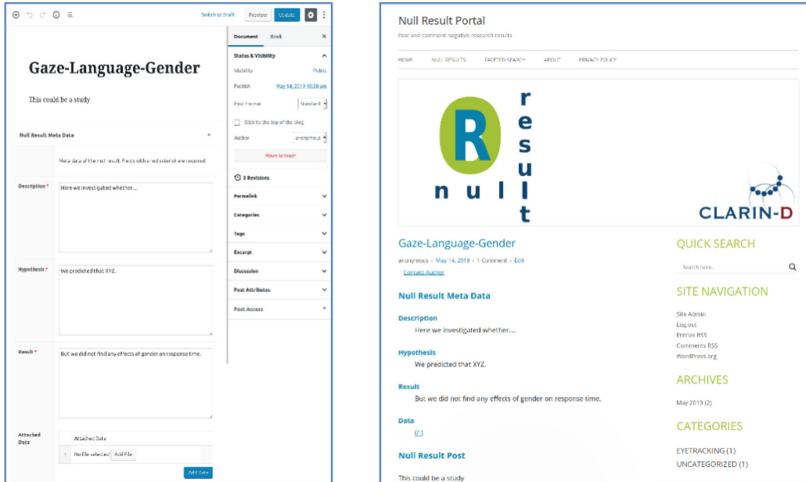 Switch to Draft Preview Update
Gaze-Language-Gender
This could be a study
Null Result Meta Data
Meta data of the null result. Fields with a red asterisk are required.
Description *
Here we investigated whether....
Hypothesis *
We predicted that XYZ.
Result *
But we did not find any effects of gender on response time.
Attached Data
Attached Data
1 No file selected Add File
Add Data
Document Block
Status & Visibility
Visibility Public
Publish May 14, 2019 10:28 am
Post Format Standard
Stick to the top of the blog
Author anonymous
Move to trash
3 Revisions
Permalink
Categories
Tags
Excerpt
Discussion
Post Attributes
Post Access
Null Result Portal
Post and comment negative research results
HOME NULL RESULTS FACETED SEARCH ABOUT PRIVACY POLICY
R
null
result
CLARIN-D
Gaze-Language-Gender
anonymous • May 14, 2019 • 1 Comment • Edit
Contact Author
Null Result Meta Data
Description
Here we investigated whether....
Hypothesis
We predicted that XYZ.
Result
But we did not find any effects of gender on response time.
Data
Null Result Post
This could be a study
QUICK SEARCH
Search here..
SITE NAVIGATION
Site Admin
Log out
Entries RSS
Comments RSS
WordPress.org
ARCHIVES
May 2019 (2)
CATEGORIES
EYETRACKING (1)
UNCATEGORIZED (1)